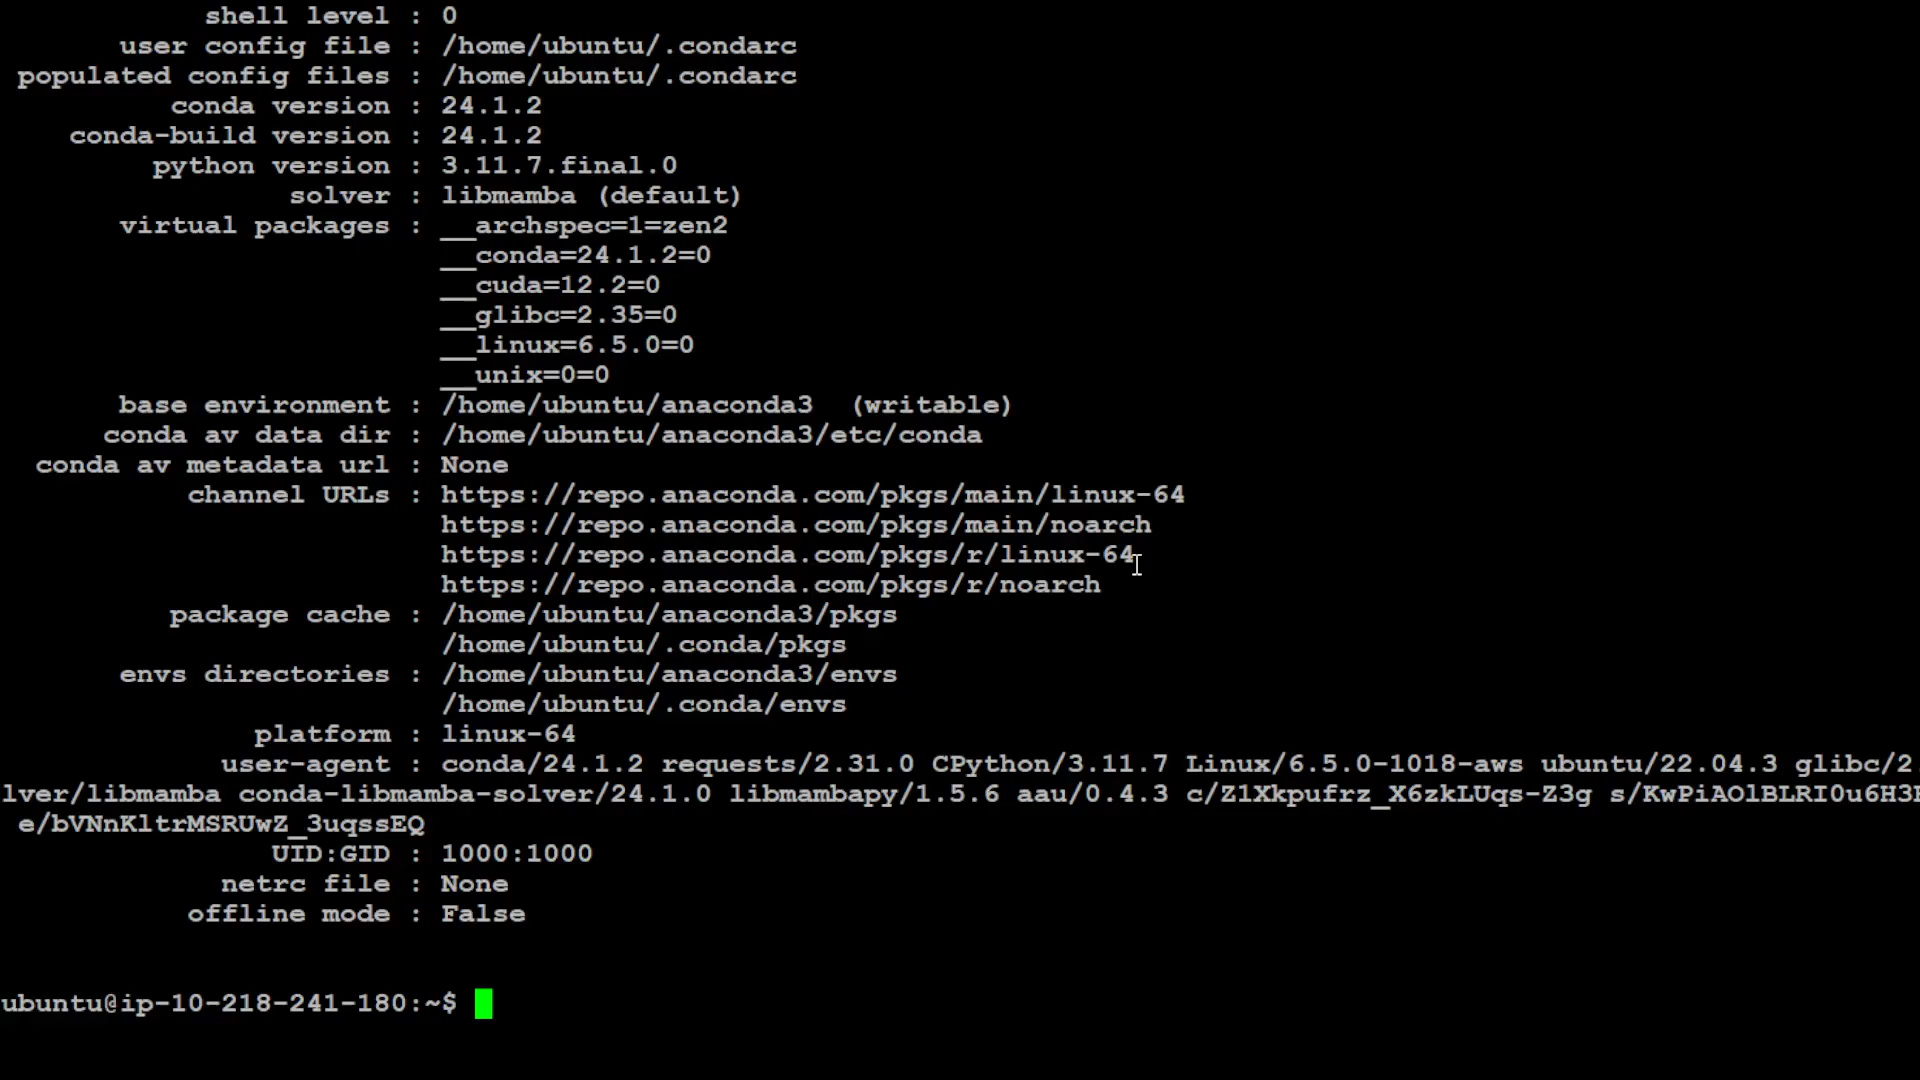 shell level : 0
user config file : /home/ubuntu/.condarc
populated config files : /home/ubuntu/.condarc
conda version : 24.1.2
conda-build version : 24.1.2
python version : 3.11.7.final.0
solver : libmamba (default)
virtual packages : __archspec=1=zen2
__conda=24.1.2=0
__cuda=12.2=0
__glibc=2.35=0
__linux=6.5.0=0
__unix=0=0
base environment : /home/ubuntu/anaconda3  (writable)
conda av data dir : /home/ubuntu/anaconda3/etc/conda
conda av metadata url : None
channel URLs : https://repo.anaconda.com/pkgs/main/linux-64
https://repo.anaconda.com/pkgs/main/noarch
https://repo.anaconda.com/pkgs/r/linux-64
https://repo.anaconda.com/pkgs/r/noarch
package cache : /home/ubuntu/anaconda3/pkgs
/home/ubuntu/.conda/pkgs
envs directories : /home/ubuntu/anaconda3/envs
/home/ubuntu/.conda/envs
platform : linux-64
user-agent : conda/24.1.2 requests/2.31.0 CPython/3.11.7 Linux/6.5.0-1018-aws ubuntu/22.04.3 glibc/2.
lver/libmamba conda-libmamba-solver/24.1.0 libmambapy/1.5.6 aau/0.4.3 c/Z1Xkpufrz_X6zkLUqs-Z3g s/KwPiAOlBLRI0u6H3
e/bVNnKltrMSRUwZ_3uqssEQ
UID:GID : 1000:1000
netrc file : None
offline mode : False
ubuntu@ip-10-218-241-180:~$